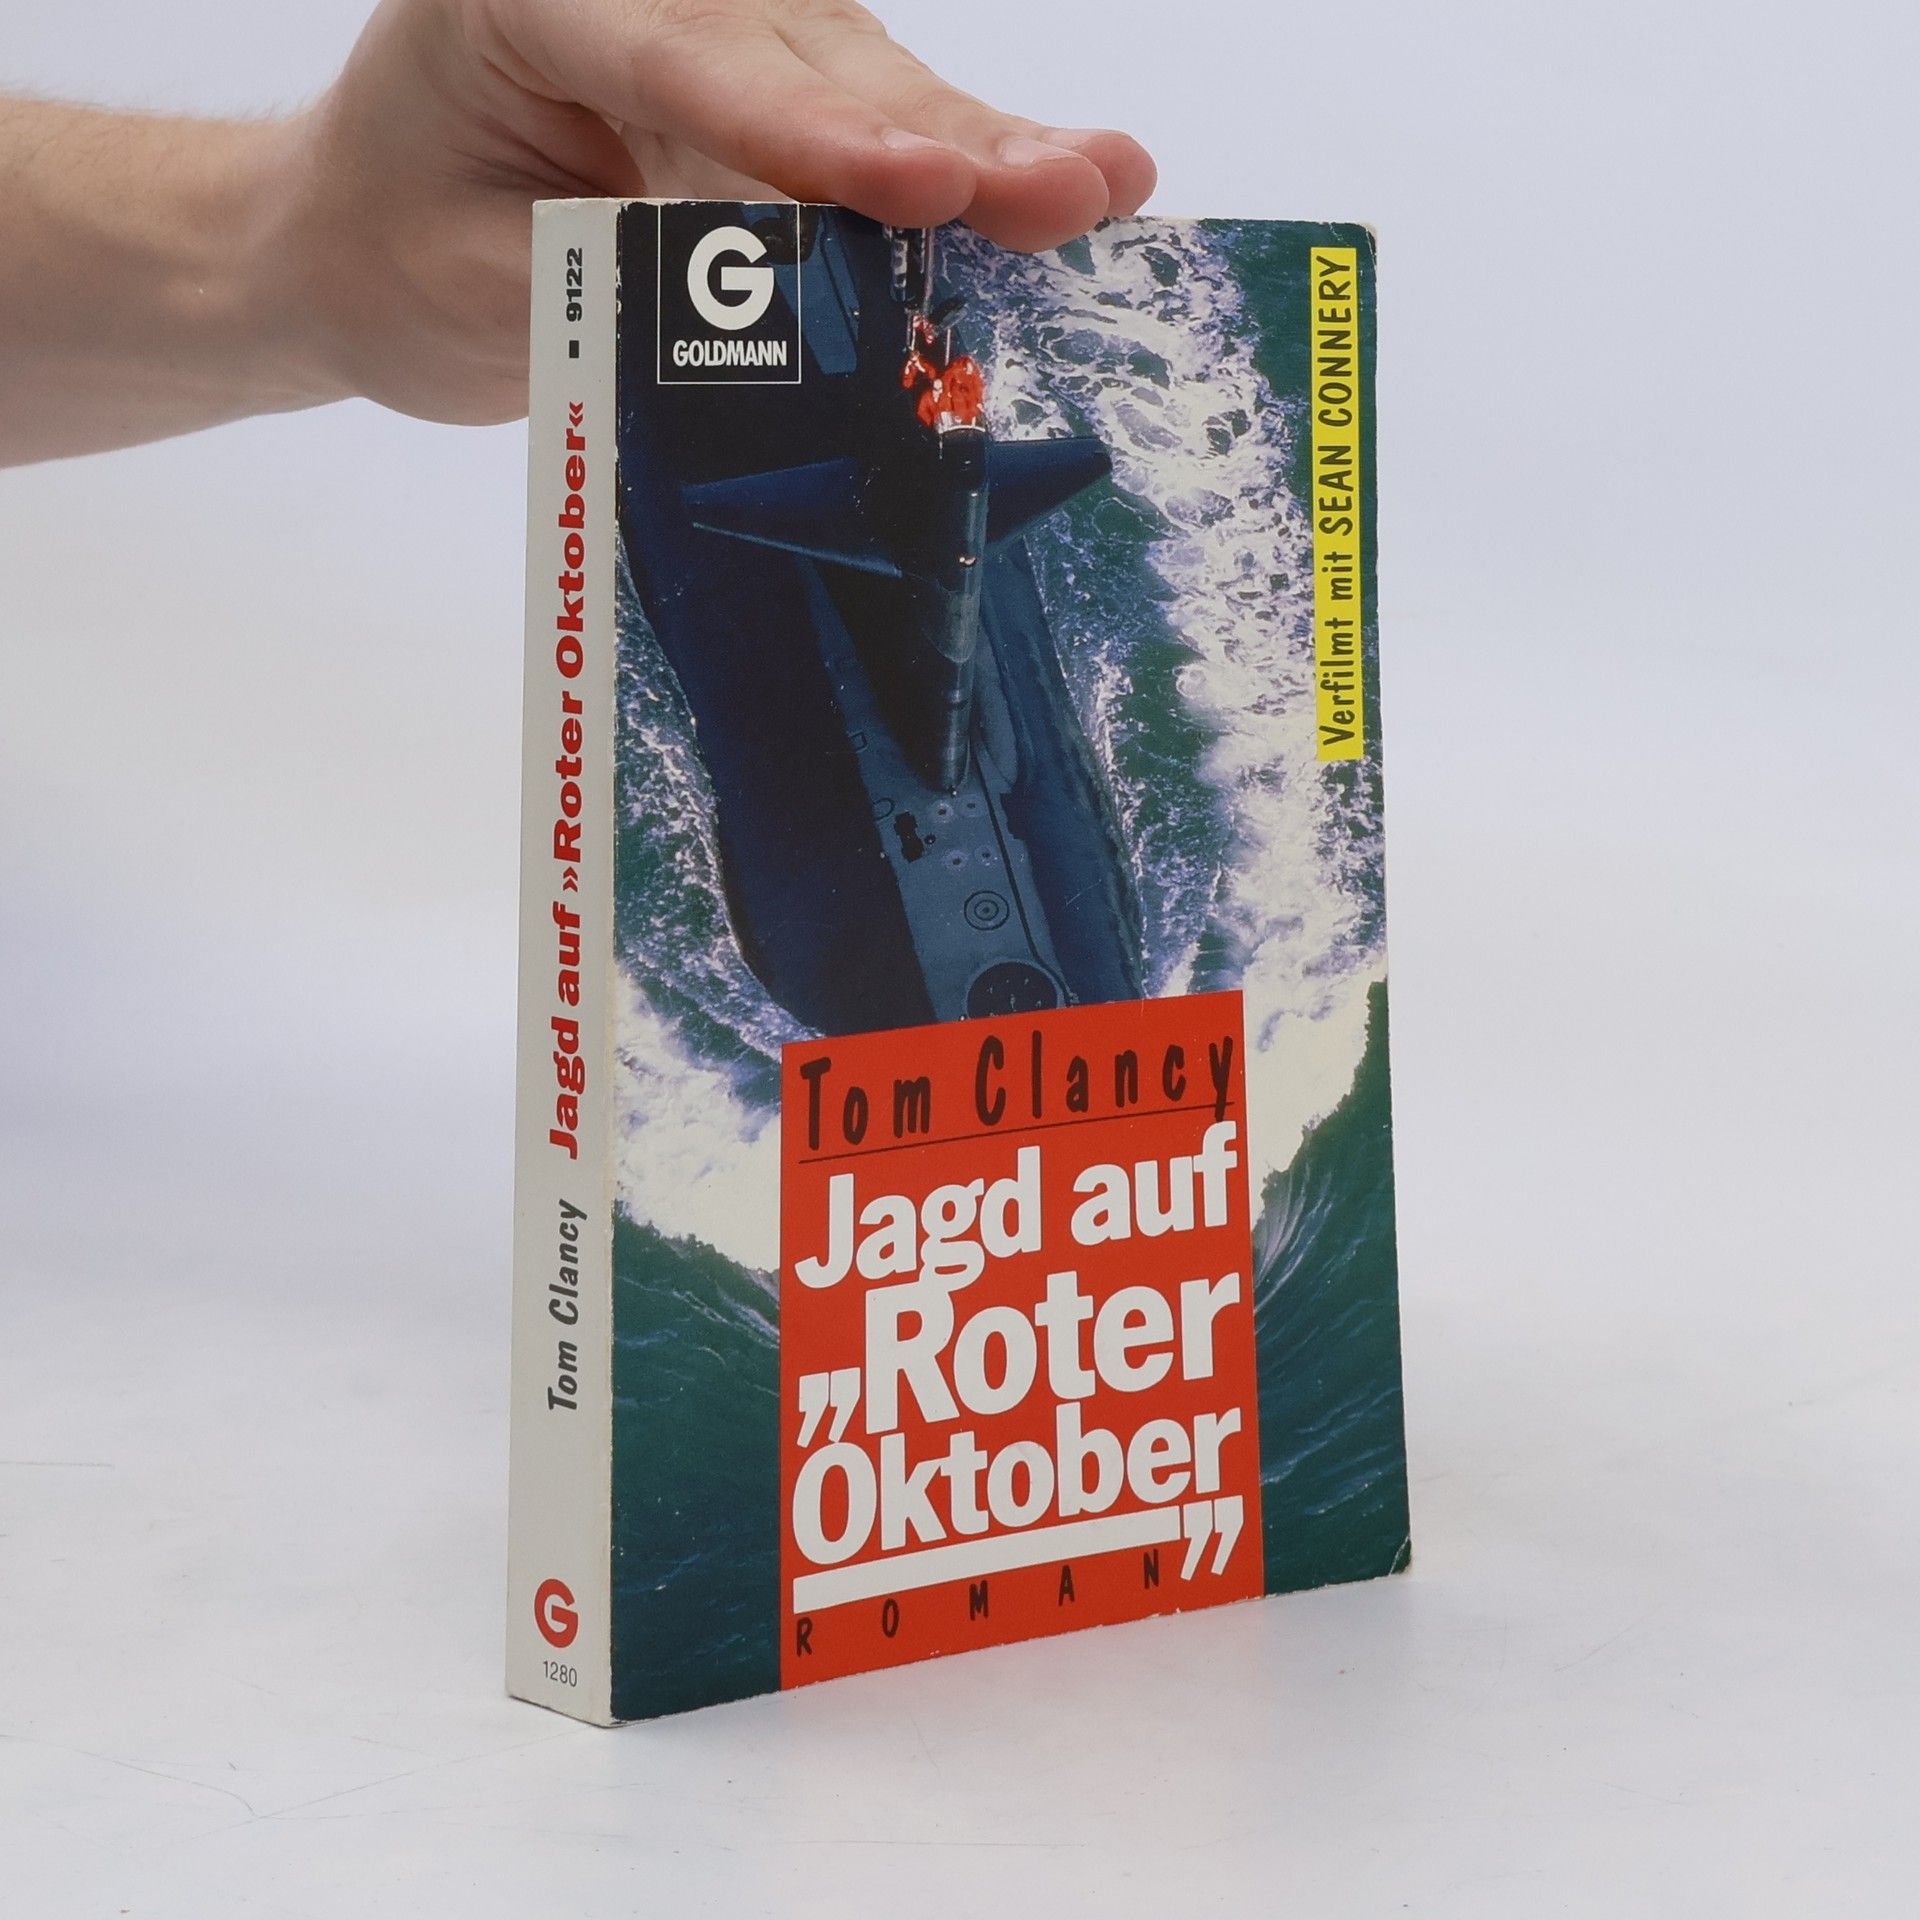 Tom Clancy Jagd auf »Roter Oktober« ▪ 9122
G
1280
G
GOLDMANN
Verfilmt mit SEAN CONNERY
Tom Clancy
Jagd auf
„Roter
Oktober”
ROMAN